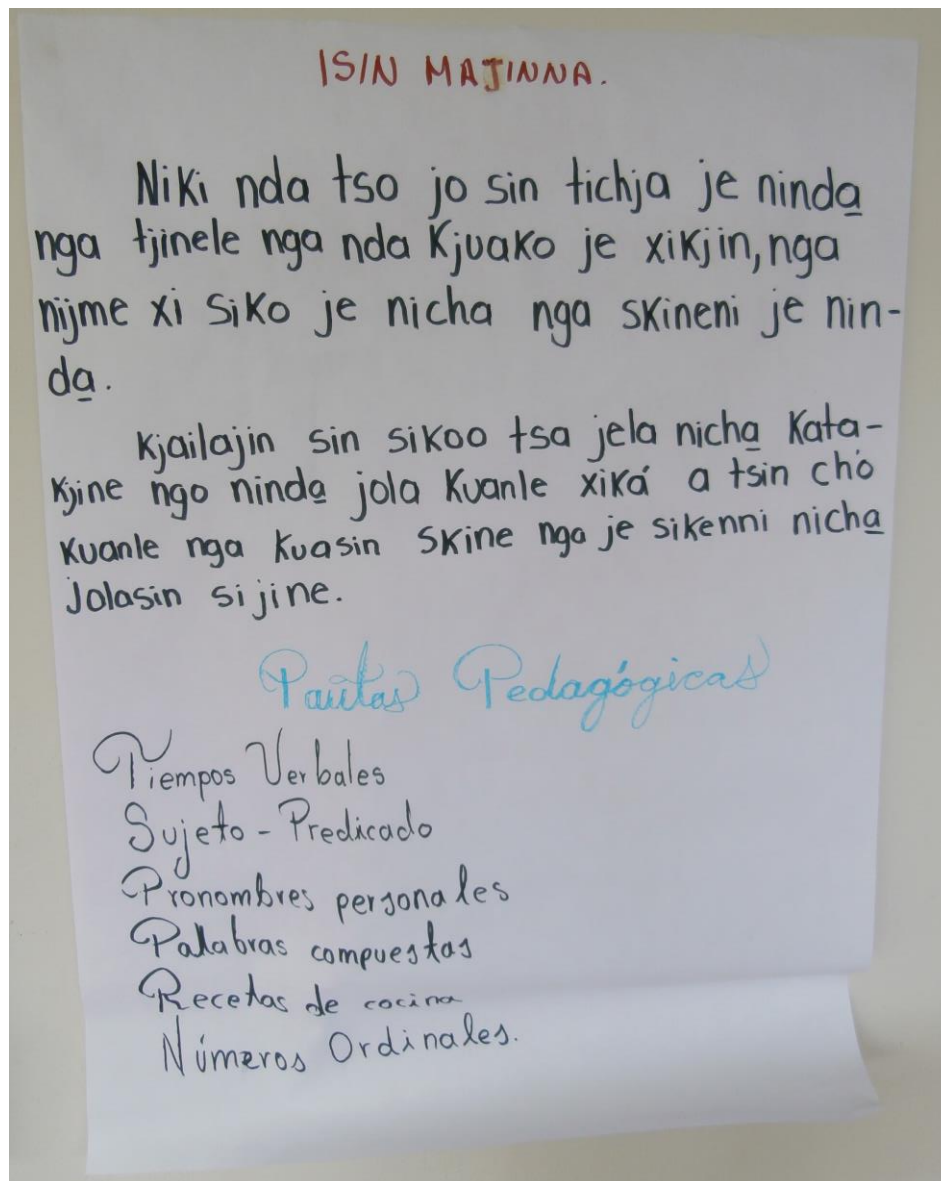 ISIN MAJINNA.
Niki nda tso jo sin tichja je ninda̱
nga tjinele nga nda Kjuako je xikjin, nga
nijme xi siko je nicha nga skineni je nin-
da̱.
Kjailajin sin sikoo tsa jela nicha̱ Kata-
Kjine ngo ninda̱ jola Kuanle xiká a tsin chó
Kuanle nga Kuasin Skine nga je sikenni nicha̱
Jolasin sijine.
Pautas Pedagógicas
Tiempos Verbales
Sujeto - Predicado
Pronombres personales
Palabras compuestas
Recetas de cocina
Números Ordinales.